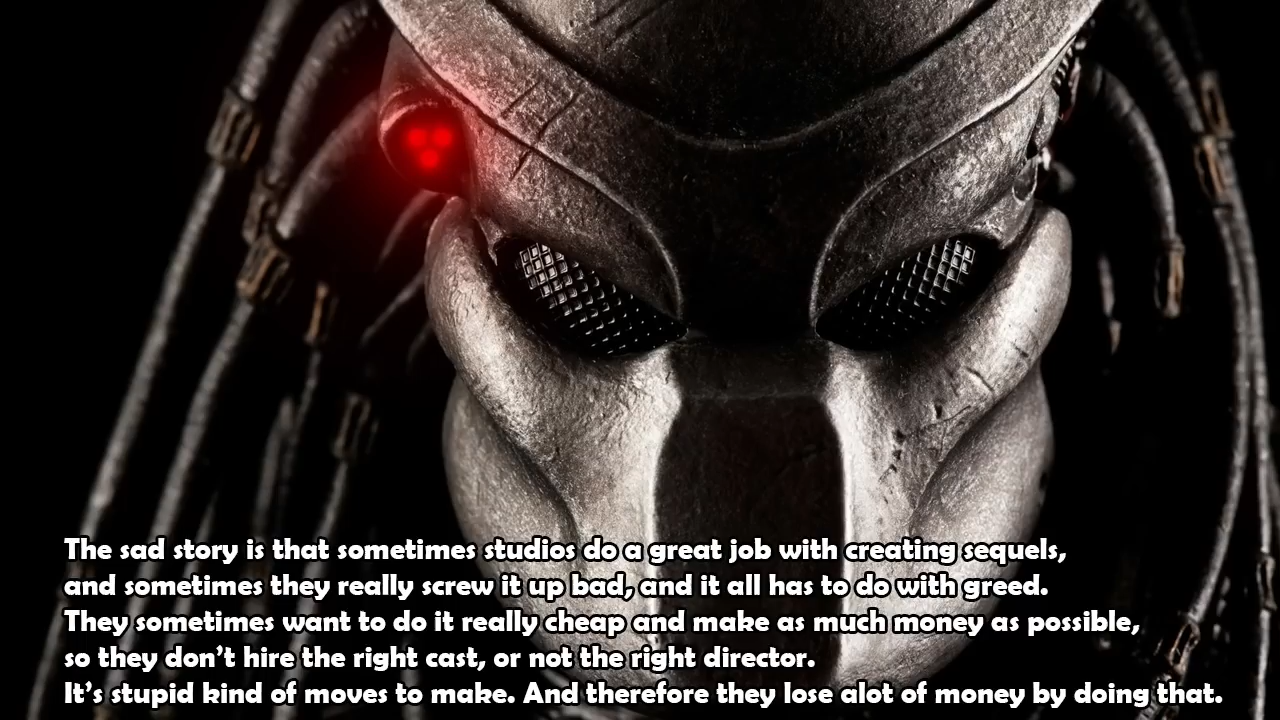 The sad story is that sometimes studios do a great job with creating sequels,
and sometimes they really screw it up bad, and it all has to do with greed.
They sometimes want to do it really cheap and make as much money as possible,
so they don’t hire the right cast, or not the right director.
It’s stupid kind of moves to make. And therefore they lose alot of money by doing that.